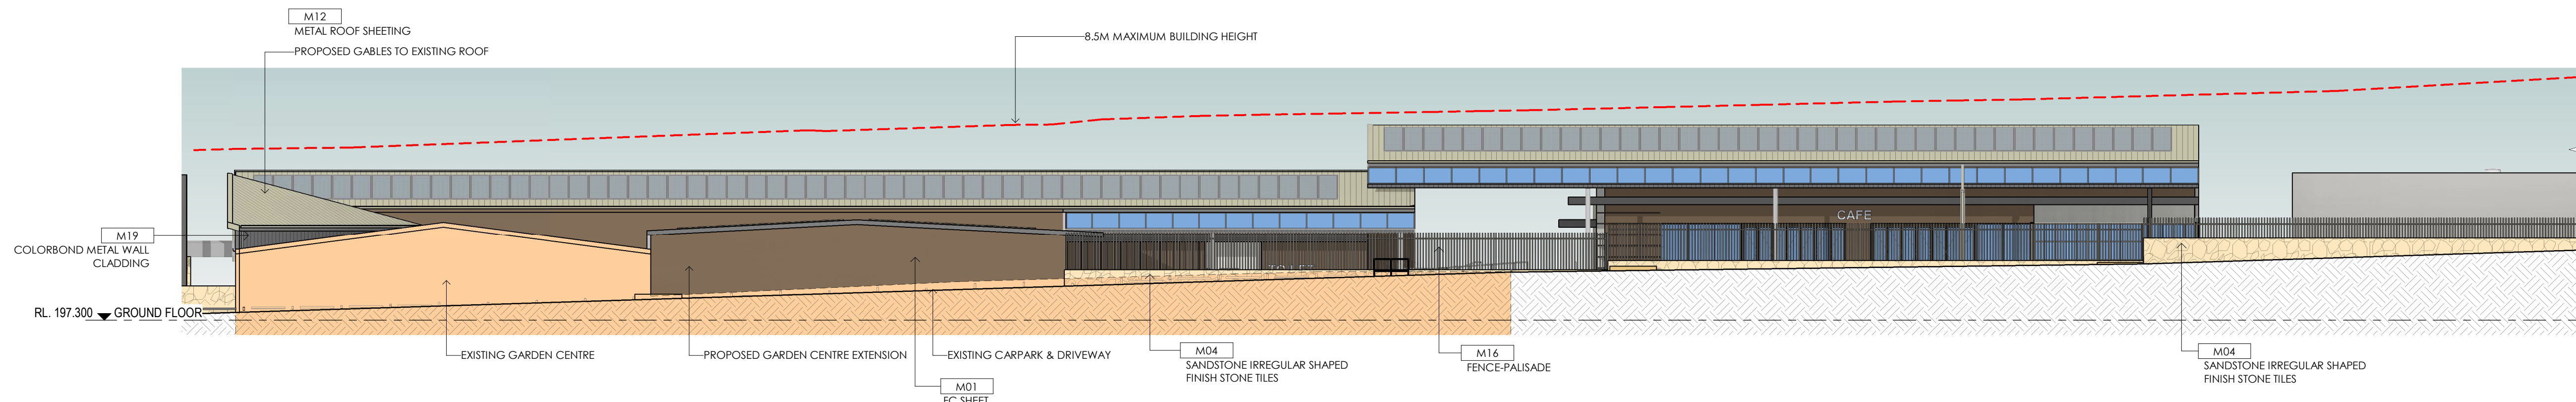 M12
METAL ROOF SHEETING
PROPOSED GABLES TO EXISTING ROOF
8.5M MAXIMUM BUILDING HEIGHT
CAFE
M19
COLORBOND METAL WALL
CLADDING
RL. 197.300 GROUND FLOOR
EXISTING GARDEN CENTRE
PROPOSED GARDEN CENTRE EXTENSION
EXISTING CARPARK & DRIVEWAY
M01
FC SHEET
M04
SANDSTONE IRREGULAR SHAPED
FINISH STONE TILES
M16
FENCE-PALISADE
M04
SANDSTONE IRREGULAR SHAPED
FINISH STONE TILES